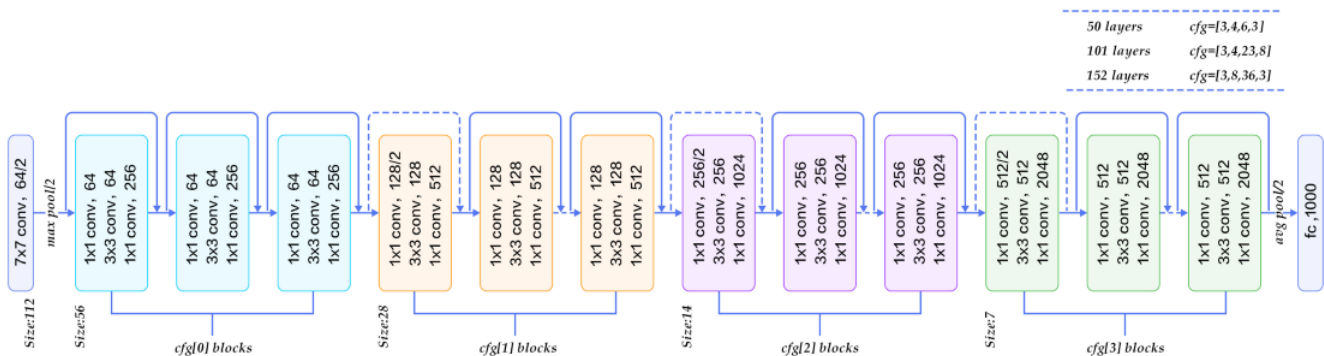 50 layers cfg=[3,4,6,3]
101 layers cfg=[3,4,23,8]
152 layers cfg=[3,8,36,3]
7x7 conv, 64/2
max pool/2
1x1 conv, 64
3x3 conv, 64
1x1 conv, 256
1x1 conv, 64
3x3 conv, 64
1x1 conv, 256
1x1 conv, 64
3x3 conv, 64
1x1 conv, 256
1x1 conv, 128/2
3x3 conv, 128
1x1 conv, 512
1x1 conv, 128
3x3 conv, 128
1x1 conv, 512
1x1 conv, 128
3x3 conv, 128
1x1 conv, 512
1x1 conv, 256/2
3x3 conv, 256
1x1 conv, 1024
1x1 conv, 256
3x3 conv, 256
1x1 conv, 1024
1x1 conv, 256
3x3 conv, 256
1x1 conv, 1024
1x1 conv, 512/2
3x3 conv, 512
1x1 conv, 2048
1x1 conv, 512
3x3 conv, 512
1x1 conv, 2048
1x1 conv, 512
3x3 conv, 512
1x1 conv, 2048
avg pool/2
fc ,1000
Size:112
Size:56
Size:28
Size:14
Size:7
cfg[0] blocks
cfg[1] blocks
cfg[2] blocks
cfg[3] blocks